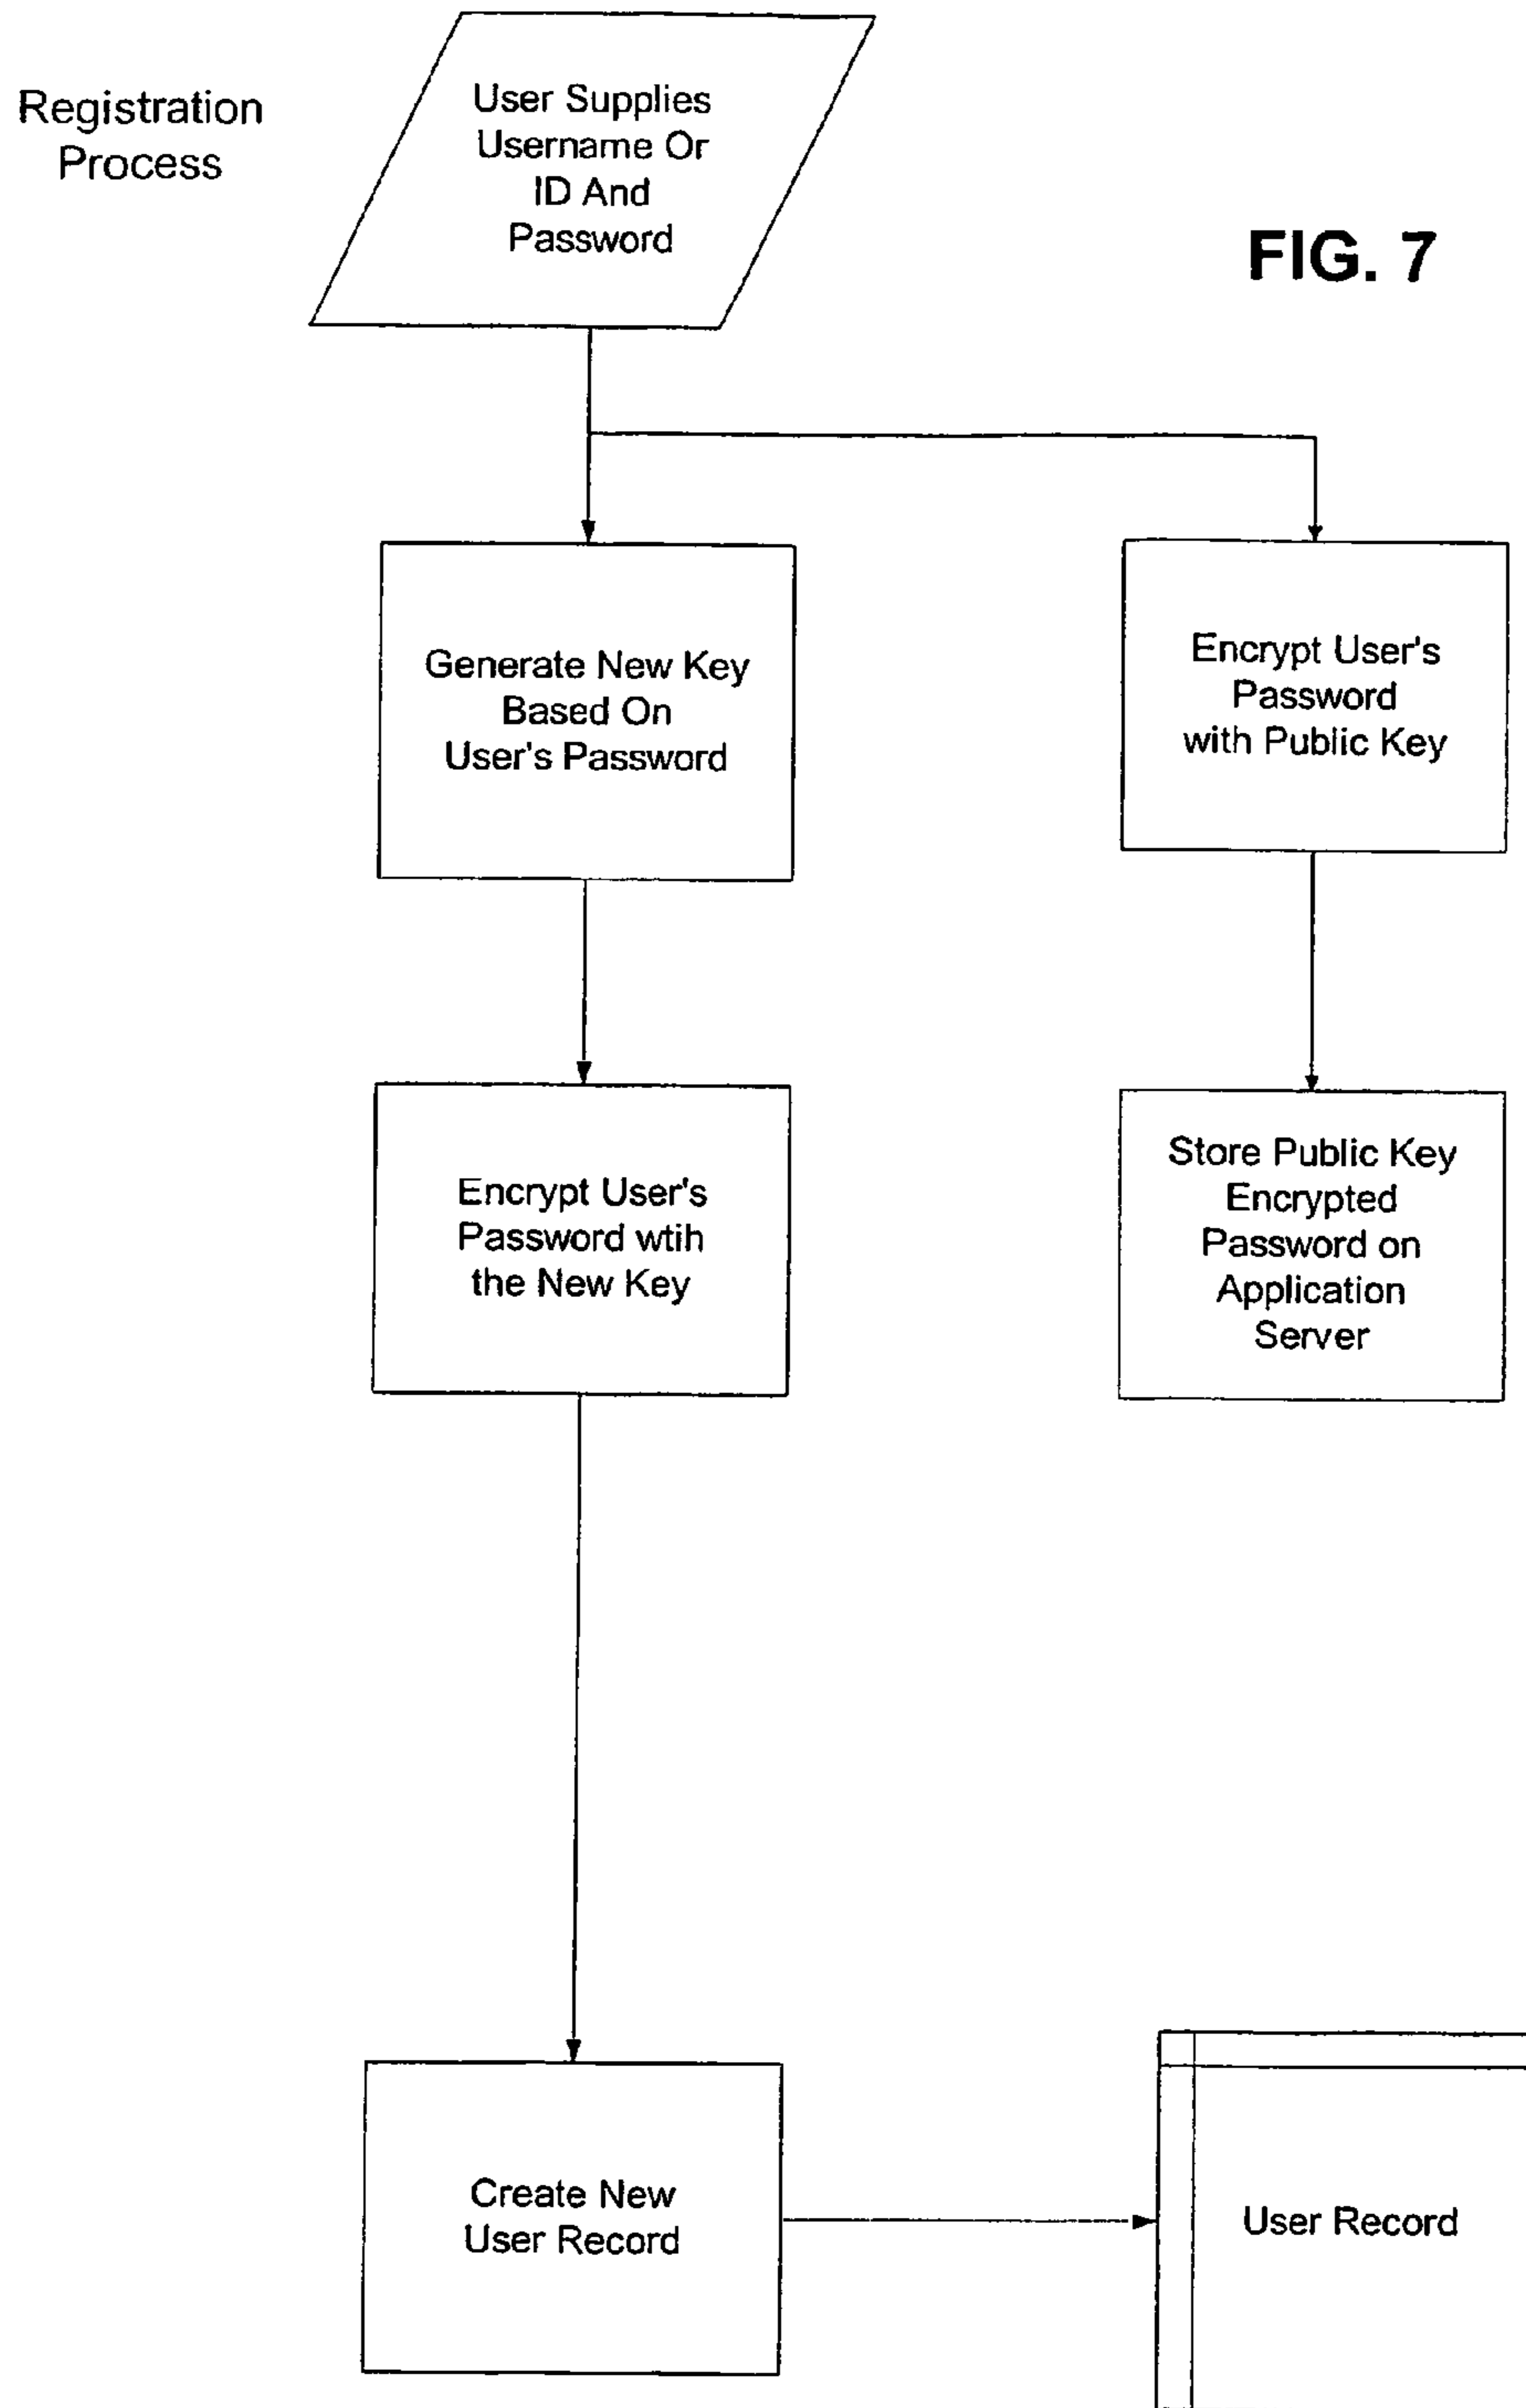 Registration
Process
User Supplies
Username Or
ID And
Password
FIG. 7
Generate New Key
Based On
User's Password
Encrypt User's
Password
with Public Key
Encrypt User's
Password wtih
the New Key
Store Public Key
Encrypted
Password on
Application
Server
Create New
User Record
User Record